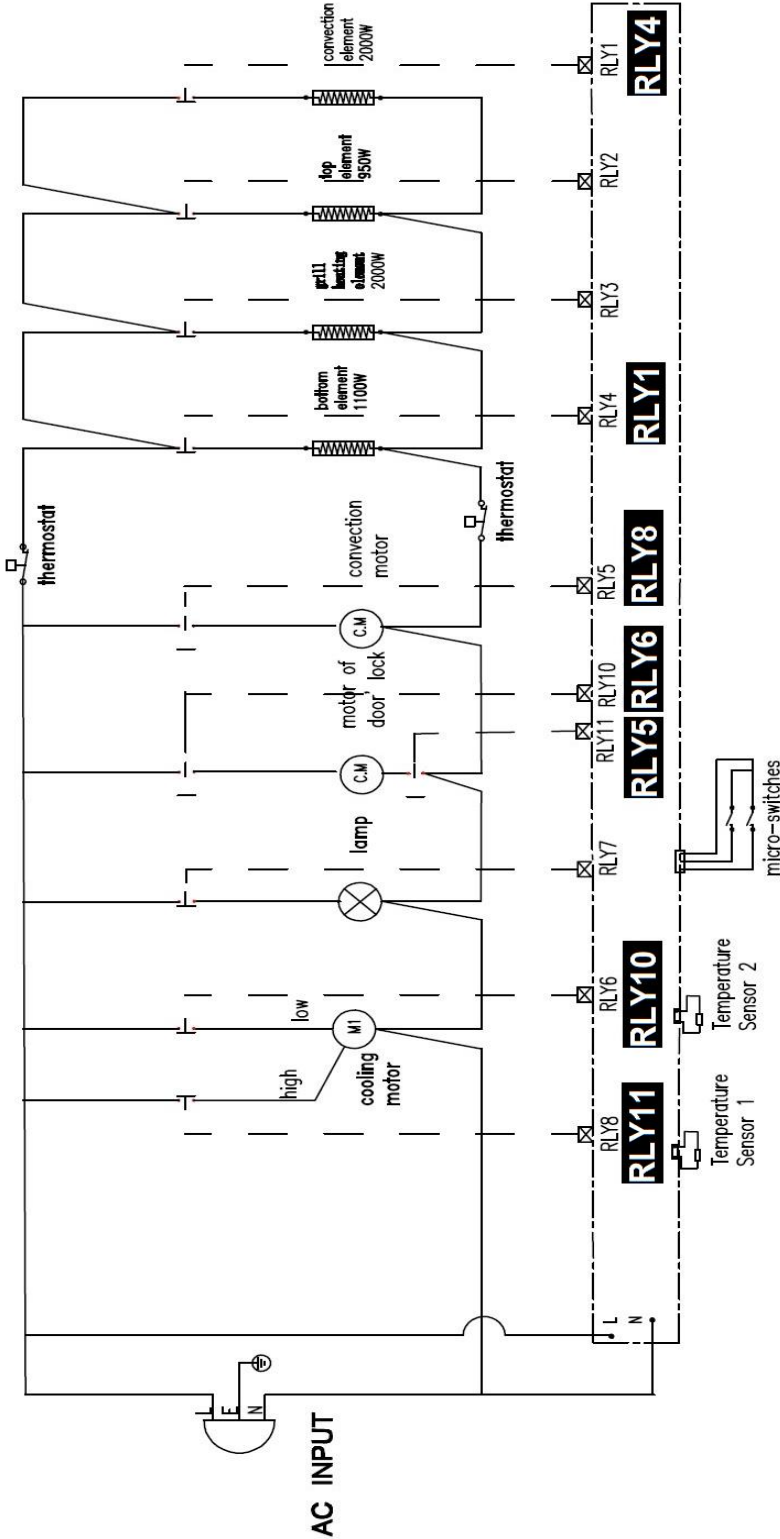 AC INPUT
L
E
N
thermostat
high
low
cooling
motor
M1
lamp
motor of
door' lock
C.M
convection
motor
C.M
thermostat
bottom
element
1100W
grill
heating
element
2000W
top
element
950W
convection
element
2000W
L
N
RLY8
RLY6
RLY7
RLY11
RLY10
RLY5
RLY4
RLY3
RLY2
RLY1
RLY11
RLY10
RLY5
RLY6
RLY8
RLY1
RLY4
Temperature
Sensor 1
Temperature
Sensor 2
micro-switches